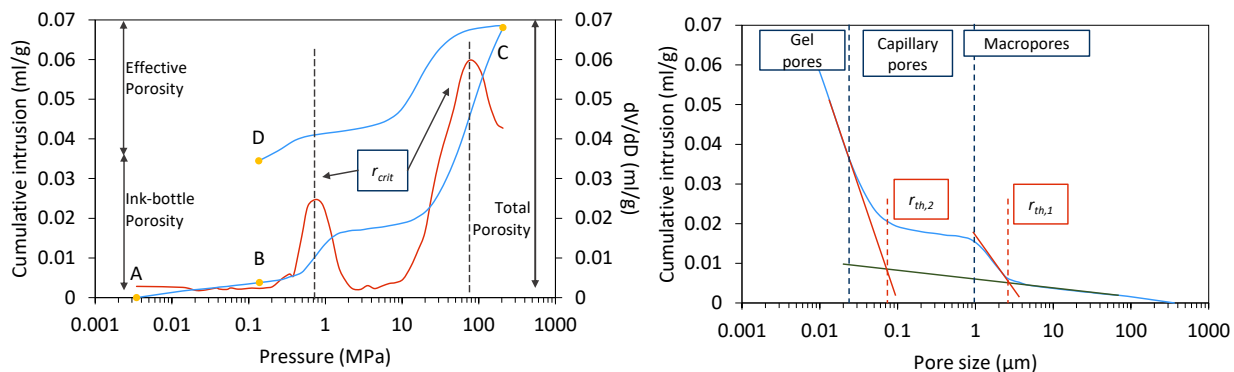 0.07
0.06
0.05
0.04
0.03
0.02
0.01
0
Cumulative intrusion (ml/g)
Effective
Porosity
Ink-bottle
Porosity
A
B
C
D
r_crit
Total
Porosity
0.07
0.06
0.05
0.04
0.03
0.02
0.01
0
dV/dD (ml/g)
0.001 0.01 0.1 1 10 100 1000
Pressure (MPa)
0.07
0.06
0.05
0.04
0.03
0.02
0.01
0
Cumulative intrusion (ml/g)
Gel
pores
Capillary
pores
Macropores
r_th,2
r_th,1
0.001 0.01 0.1 1 10 100 1000
Pore size (µm)